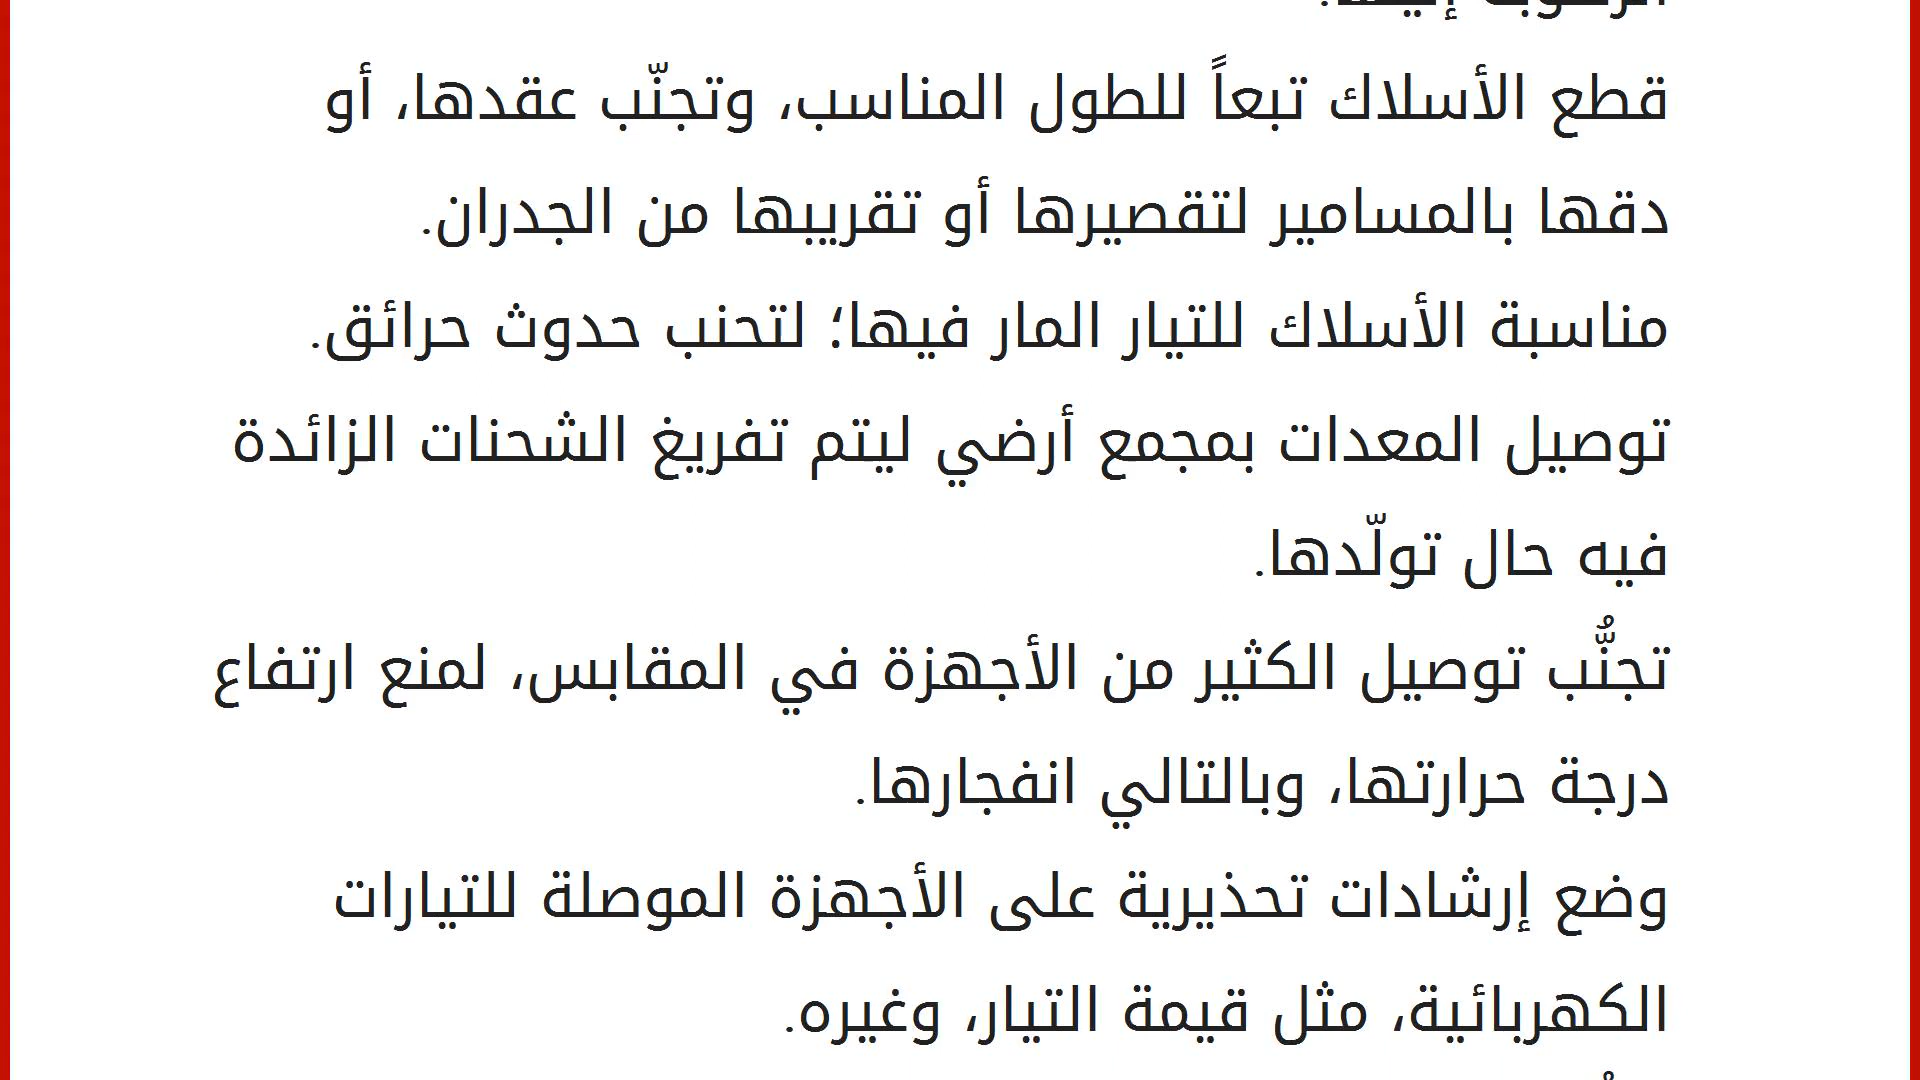 قطع الأسلاك تبعاً للطول المناسب، وتجنّب عقدها، أو
دقها بالمسامير لتقصيرها أو تقريبها من الجدران.
مناسبة الأسلاك للتيار المار فيها؛ لتحنب حدوث حرائق.
توصيل المعدات بمجمع أرضي ليتم تفريغ الشحنات الزائدة
فيه حال تولّدها.
تجنُّب توصيل الكثير من الأجهزة في المقابس، لمنع ارتفاع
درجة حرارتها، وبالتالي انفجارها.
وضع إرشادات تحذيرية على الأجهزة الموصلة للتيارات
الكهربائية، مثل قيمة التيار، وغيره.